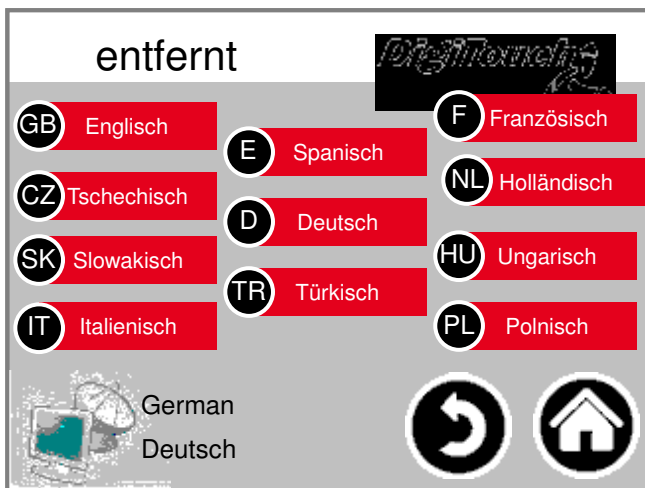 entfernt
DigiTouch
GB Englisch
CZ Tschechisch
SK Slowakisch
IT Italienisch
E Spanisch
D Deutsch
TR Türkisch
F Französisch
NL Holländisch
HU Ungarisch
PL Polnisch
German
Deutsch